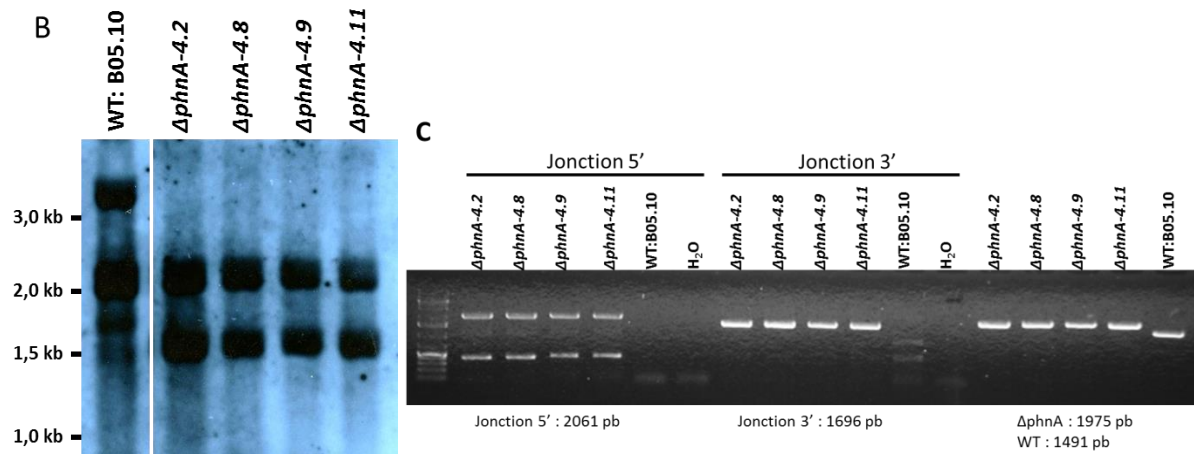 B
WT: B05.10
ΔphnA-4.2
ΔphnA-4.8
ΔphnA-4.9
ΔphnA-4.11
3,0 kb
2,0 kb
1,5 kb
1,0 kb
C
Jonction 5’
Jonction 3’
ΔphnA-4.2
ΔphnA-4.8
ΔphnA-4.9
ΔphnA-4.11
WT:B05.10
H₂O
ΔphnA-4.2
ΔphnA-4.8
ΔphnA-4.9
ΔphnA-4.11
WT:B05.10
H₂O
ΔphnA-4.2
ΔphnA-4.8
ΔphnA-4.9
ΔphnA-4.11
WT:B05.10
Jonction 5’ : 2061 pb
Jonction 3’ : 1696 pb
ΔphnA : 1975 pb
WT : 1491 pb